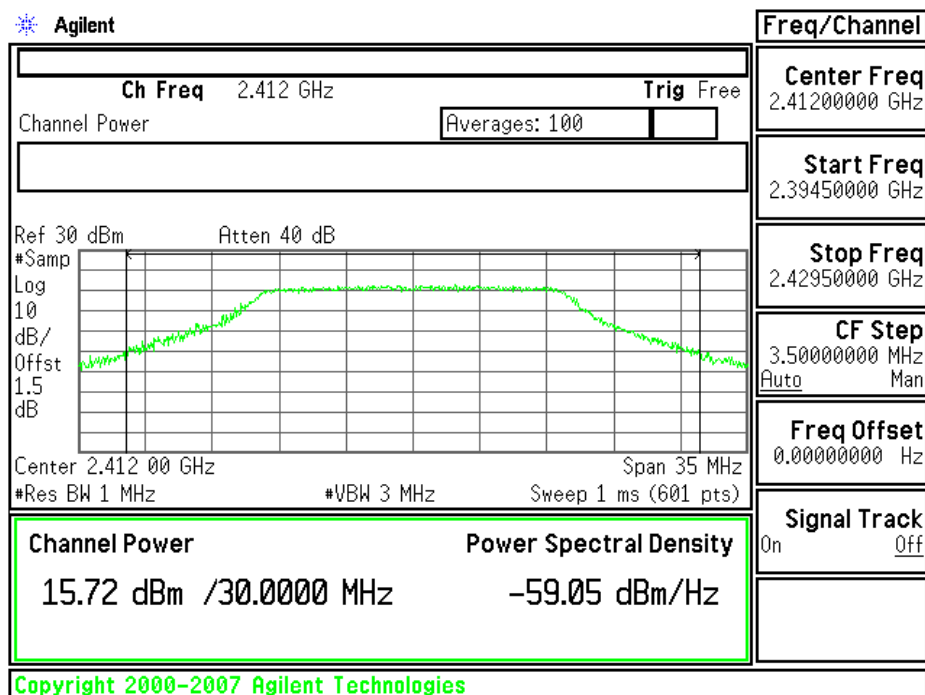 Agilent
Freq/Channel
Ch Freq 2.412 GHz Trig Free
Channel Power Averages: 100
Ref 30 dBm Atten 40 dB
#Samp
Log
10
dB/
Offst
1.5
dB
Center 2.412 00 GHz Span 35 MHz
#Res BW 1 MHz #VBW 3 MHz Sweep 1 ms (601 pts)
Channel Power Power Spectral Density
15.72 dBm /30.0000 MHz -59.05 dBm/Hz
Center Freq
2.41200000 GHz
Start Freq
2.39450000 GHz
Stop Freq
2.42950000 GHz
CF Step
3.50000000 MHz
Auto Man
Freq Offset
0.00000000 Hz
Signal Track
On Off
Copyright 2000-2007 Agilent Technologies